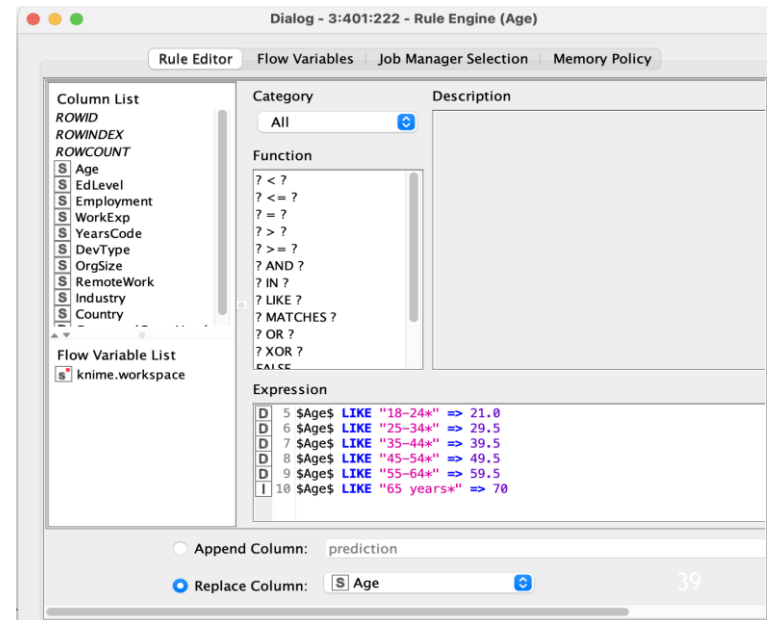 Dialog - 3:401:222 - Rule Engine (Age)
Rule Editor Flow Variables Job Manager Selection Memory Policy
Column List
ROWID
ROWINDEX
ROWCOUNT
S Age
S EdLevel
S Employment
S WorkExp
S YearsCode
S DevType
S OrgSize
S RemoteWork
S Industry
S Country
Flow Variable List
s knime.workspace
Category
All
Description
Function
? < ?
? <= ?
? = ?
? > ?
? >= ?
? AND ?
? IN ?
? LIKE ?
? MATCHES ?
? OR ?
? XOR ?
FALSE
Expression
D 5 $Age$ LIKE "18-24*" => 21.0
D 6 $Age$ LIKE "25-34*" => 29.5
D 7 $Age$ LIKE "35-44*" => 39.5
D 8 $Age$ LIKE "45-54*" => 49.5
D 9 $Age$ LIKE "55-64*" => 59.5
I 10 $Age$ LIKE "65 years*" => 70
Append Column: prediction
Replace Column: S Age
39